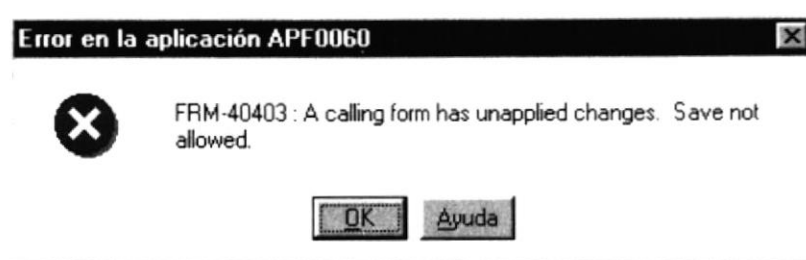 Error en la aplicación APF0060
FRM-40403 : A calling form has unapplied changes.  Save not
allowed.
OK
Ayuda